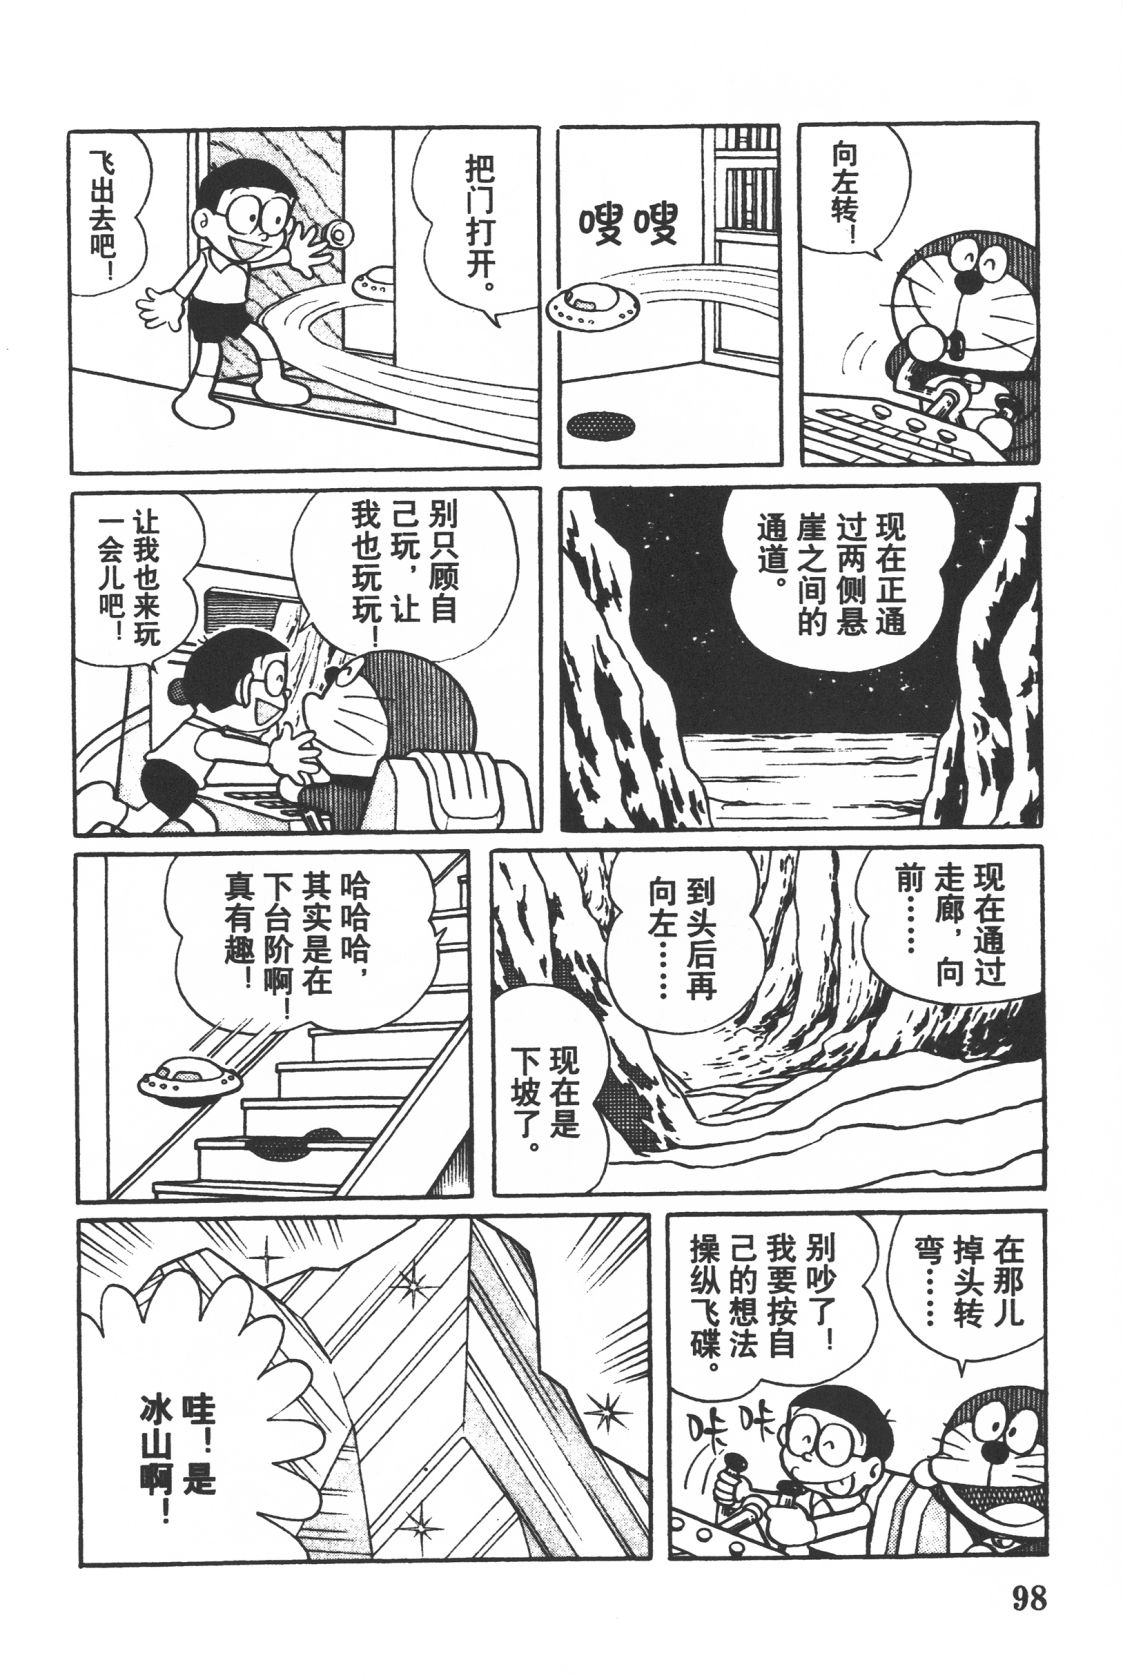 向左转！
嗖嗖
把门打开。
飞出去吧！
现在正通
过两侧悬
崖之间的
通道。
别只顾自
己玩，让
我也玩玩！
让我也来玩
一会儿吧！
现在通过
走廊，向
前……
到头后再
向左……
现在是
下坡了。
哈哈哈，
其实是在
下台阶啊！
真有趣！
在那儿
掉头转
弯……
别吵了！
我要按自
己的想法
操纵飞碟。
咔咔
哇！是
冰山啊！
98